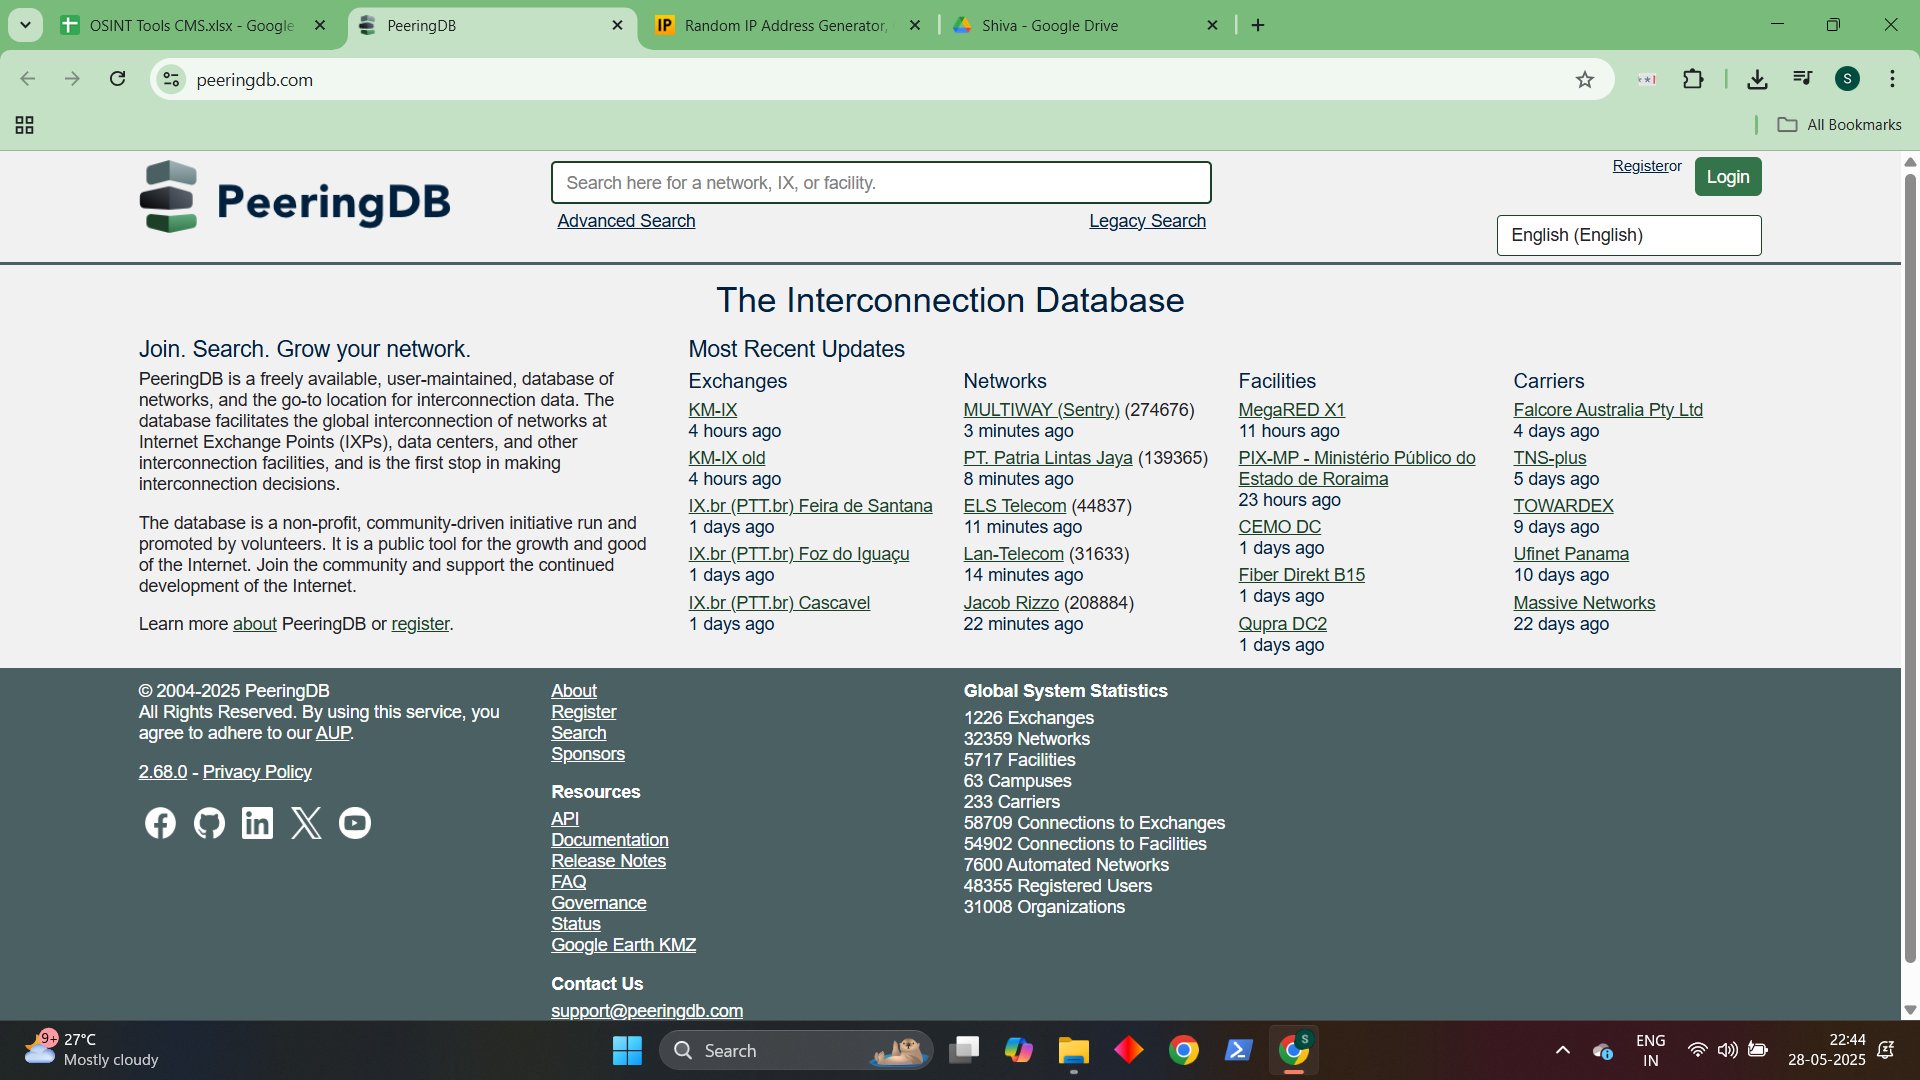 OSINT Tools CMS.xlsx - Google
PeeringDB
Random IP Address Generator,
Shiva - Google Drive
peeringdb.com
S
All Bookmarks
PeeringDB
Search here for a network, IX, or facility.
Advanced Search
Legacy Search
Registeror
Login
English (English)
The Interconnection Database
Join. Search. Grow your network.
PeeringDB is a freely available, user-maintained, database of
networks, and the go-to location for interconnection data. The
database facilitates the global interconnection of networks at
Internet Exchange Points (IXPs), data centers, and other
interconnection facilities, and is the first stop in making
interconnection decisions.
The database is a non-profit, community-driven initiative run and
promoted by volunteers. It is a public tool for the growth and good
of the Internet. Join the community and support the continued
development of the Internet.
Learn more about PeeringDB or register.
Most Recent Updates
Exchanges
KM-IX
4 hours ago
KM-IX old
4 hours ago
IX.br (PTT.br) Feira de Santana
1 days ago
IX.br (PTT.br) Foz do Iguaçu
1 days ago
IX.br (PTT.br) Cascavel
1 days ago
Networks
MULTIWAY (Sentry) (274676)
3 minutes ago
PT. Patria Lintas Jaya (139365)
8 minutes ago
ELS Telecom (44837)
11 minutes ago
Lan-Telecom (31633)
14 minutes ago
Jacob Rizzo (208884)
22 minutes ago
Facilities
MegaRED X1
11 hours ago
PIX-MP - Ministério Público do
Estado de Roraima
23 hours ago
CEMO DC
1 days ago
Fiber Direkt B15
1 days ago
Qupra DC2
1 days ago
Carriers
Falcore Australia Pty Ltd
4 days ago
TNS-plus
5 days ago
TOWARDEX
9 days ago
Ufinet Panama
10 days ago
Massive Networks
22 days ago
© 2004-2025 PeeringDB
All Rights Reserved. By using this service, you
agree to adhere to our AUP.
2.68.0 - Privacy Policy
About
Register
Search
Sponsors
Resources
API
Documentation
Release Notes
FAQ
Governance
Status
Google Earth KMZ
Contact Us
support@peeringdb.com
Global System Statistics
1226 Exchanges
32359 Networks
5717 Facilities
63 Campuses
233 Carriers
58709 Connections to Exchanges
54902 Connections to Facilities
7600 Automated Networks
48355 Registered Users
31008 Organizations
9+
27°C
Mostly cloudy
Search
S
ENG
IN
22:44
28-05-2025